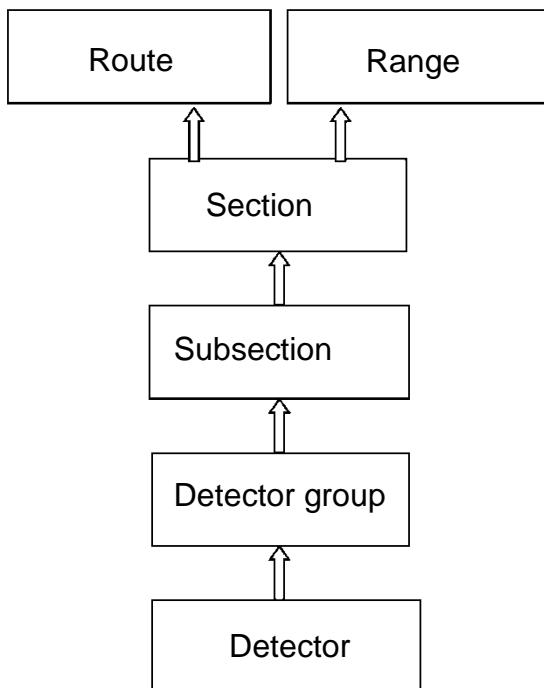 Route
Range
Section
Subsection
Detector group
Detector